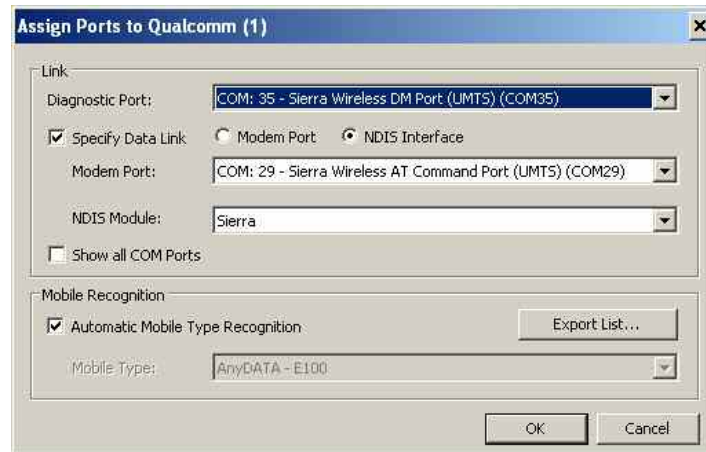 Assign Ports to Qualcomm (1)
Link
Diagnostic Port: COM: 35 - Sierra Wireless DM Port (UMTS) (COM35)
Specify Data Link Modem Port NDIS Interface
Modem Port: COM: 29 - Sierra Wireless AT Command Port (UMTS) (COM29)
NDIS Module: Sierra
Show all COM Ports
Mobile Recognition
Automatic Mobile Type Recognition Export List...
Mobile Type: AnyDATA - E100
OK Cancel